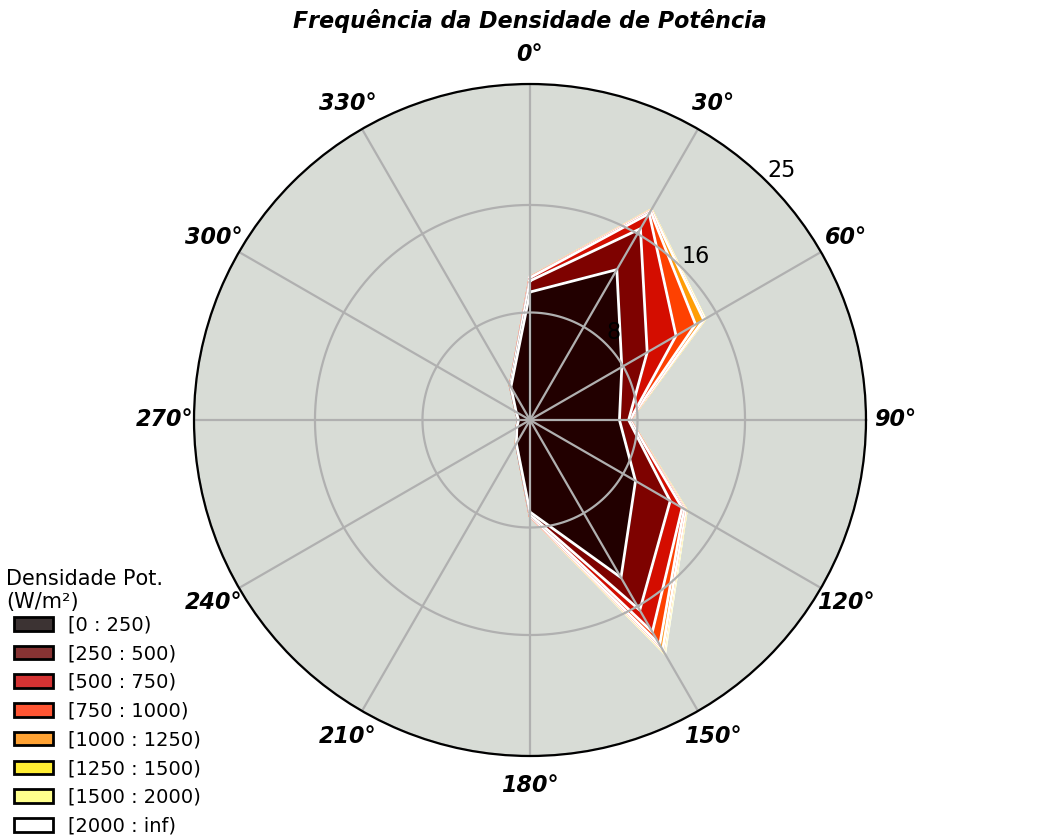 Frequência da Densidade de Potência
0°
330°
30°
25
300°
60°
16
8
270°
90°
240°
120°
210°
150°
180°
Densidade Pot.
(W/m²)
[0 : 250)
[250 : 500)
[500 : 750)
[750 : 1000)
[1000 : 1250)
[1250 : 1500)
[1500 : 2000)
[2000 : inf)